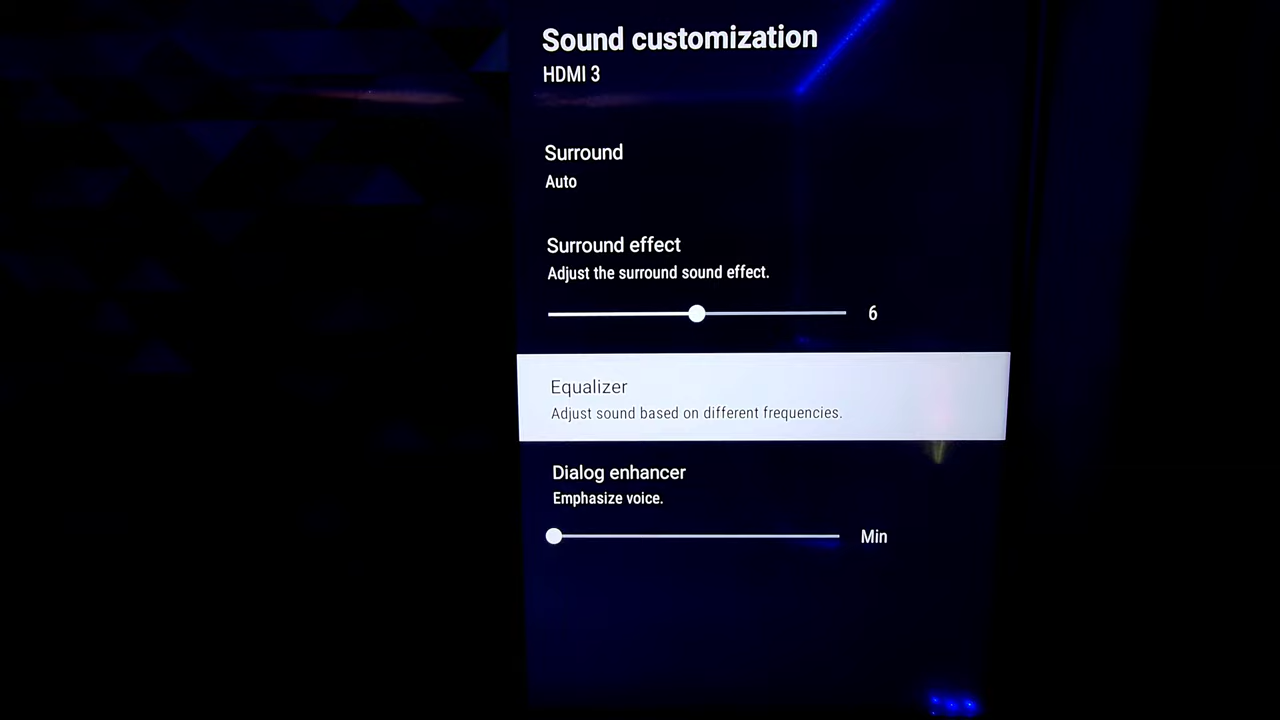 Sound customization
HDMI 3
Surround
Auto
Surround effect
Adjust the surround sound effect.
6
Equalizer
Adjust sound based on different frequencies.
Dialog enhancer
Emphasize voice.
Min